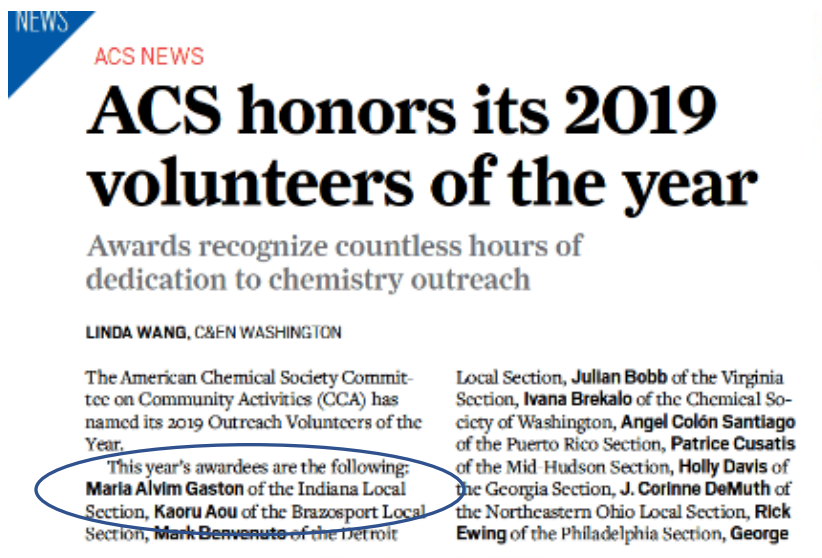 NEWS
ACS NEWS
ACS honors its 2019
volunteers of the year
Awards recognize countless hours of
dedication to chemistry outreach
LINDA WANG, C&EN WASHINGTON
The American Chemical Society Commit-
tee on Community Activities (CCA) has
named its 2019 Outreach Volunteers of the
Year.
This year's awardees are the following:
Maria Alvim Gaston of the Indiana Local
Section, Kaoru Aou of the Brazosport Local
Section, Mark Benvenuto of the Detroit
Local Section, Julian Bobb of the Virginia
Section, Ivana Brekalo of the Chemical So-
ciety of Washington, Angel Colón Santiago
of the Puerto Rico Section, Patrice Cusatis
of the Mid-Hudson Section, Holly Davis of
the Georgia Section, J. Corinne DeMuth of
the Northeastern Ohio Local Section, Rick
Ewing of the Philadelphia Section, George